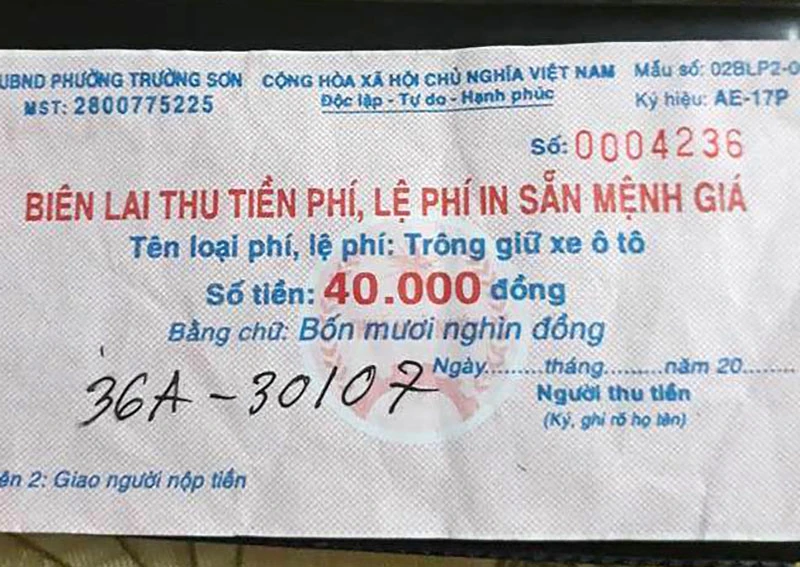 UBND PHƯỜNG TRƯỜNG SƠN
MST: 2800775225
CỘNG HÒA XÃ HỘI CHỦ NGHĨA VIỆT NAM
Độc lập - Tự do - Hạnh phúc
Mẫu số: 02BLP2-0
Ký hiệu: AE-17P
Số: 0004236
BIÊN LAI THU TIỀN PHÍ, LỆ PHÍ IN SẴN MỆNH GIÁ
Tên loại phí, lệ phí: Trông giữ xe ô tô
Số tiền: 40.000 đồng
Bằng chữ: Bốn mươi nghìn đồng
36A - 30107
Ngày.........tháng.........năm 20........
Người thu tiền
(Ký, ghi rõ họ tên)
2: Giao người nộp tiền